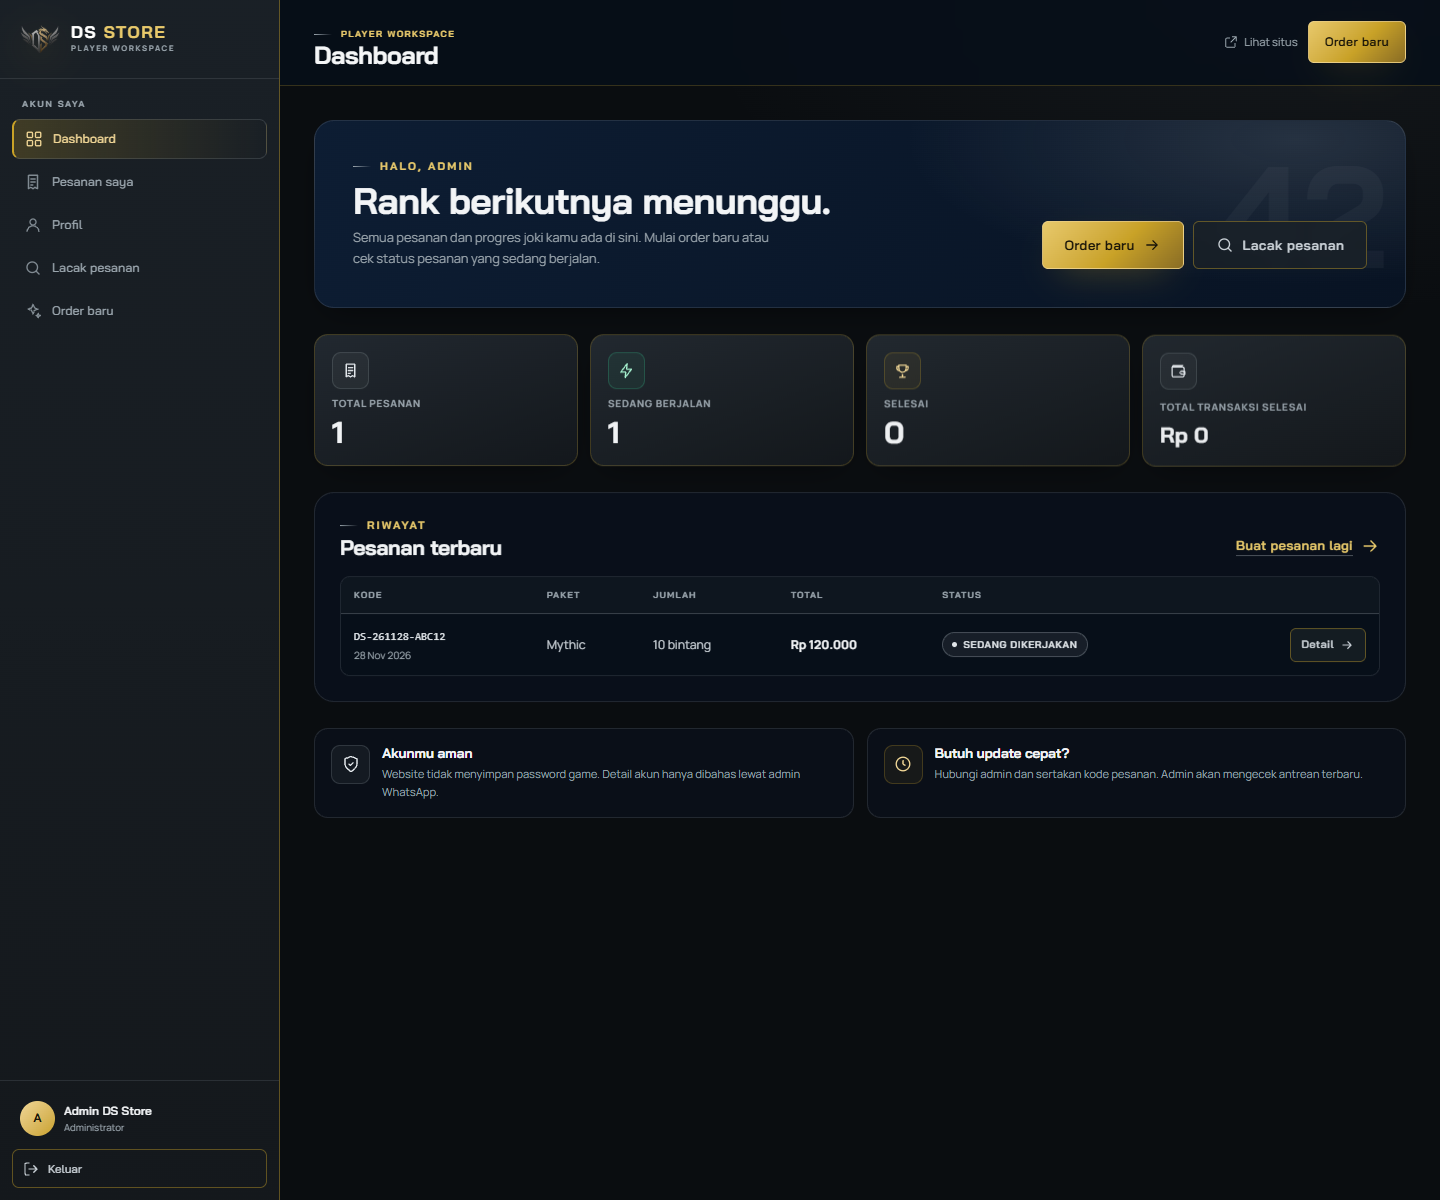 DS STORE
PLAYER WORKSPACE
AKUN SAYA
Dashboard
Pesanan saya
Profil
Lacak pesanan
Order baru
Admin DS Store
Administrator
A
Keluar
PLAYER WORKSPACE
Dashboard
Lihat situs
Order baru
HALO, ADMIN
Rank berikutnya menunggu.
Semua pesanan dan progres joki kamu ada di sini. Mulai order baru atau
cek status pesanan yang sedang berjalan.
42
Order baru
Lacak pesanan
TOTAL PESANAN
1
SEDANG BERJALAN
1
SELESAI
0
TOTAL TRANSAKSI SELESAI
Rp 0
RIWAYAT
Pesanan terbaru
Buat pesanan lagi
KODE PAKET JUMLAH TOTAL STATUS
DS-261128-ABC12
28 Nov 2026
Mythic
10 bintang
Rp 120.000
SEDANG DIKERJAKAN
Detail
Akunmu aman
Website tidak menyimpan password game. Detail akun hanya dibahas lewat admin
WhatsApp.
Butuh update cepat?
Hubungi admin dan sertakan kode pesanan. Admin akan mengecek antrean terbaru.